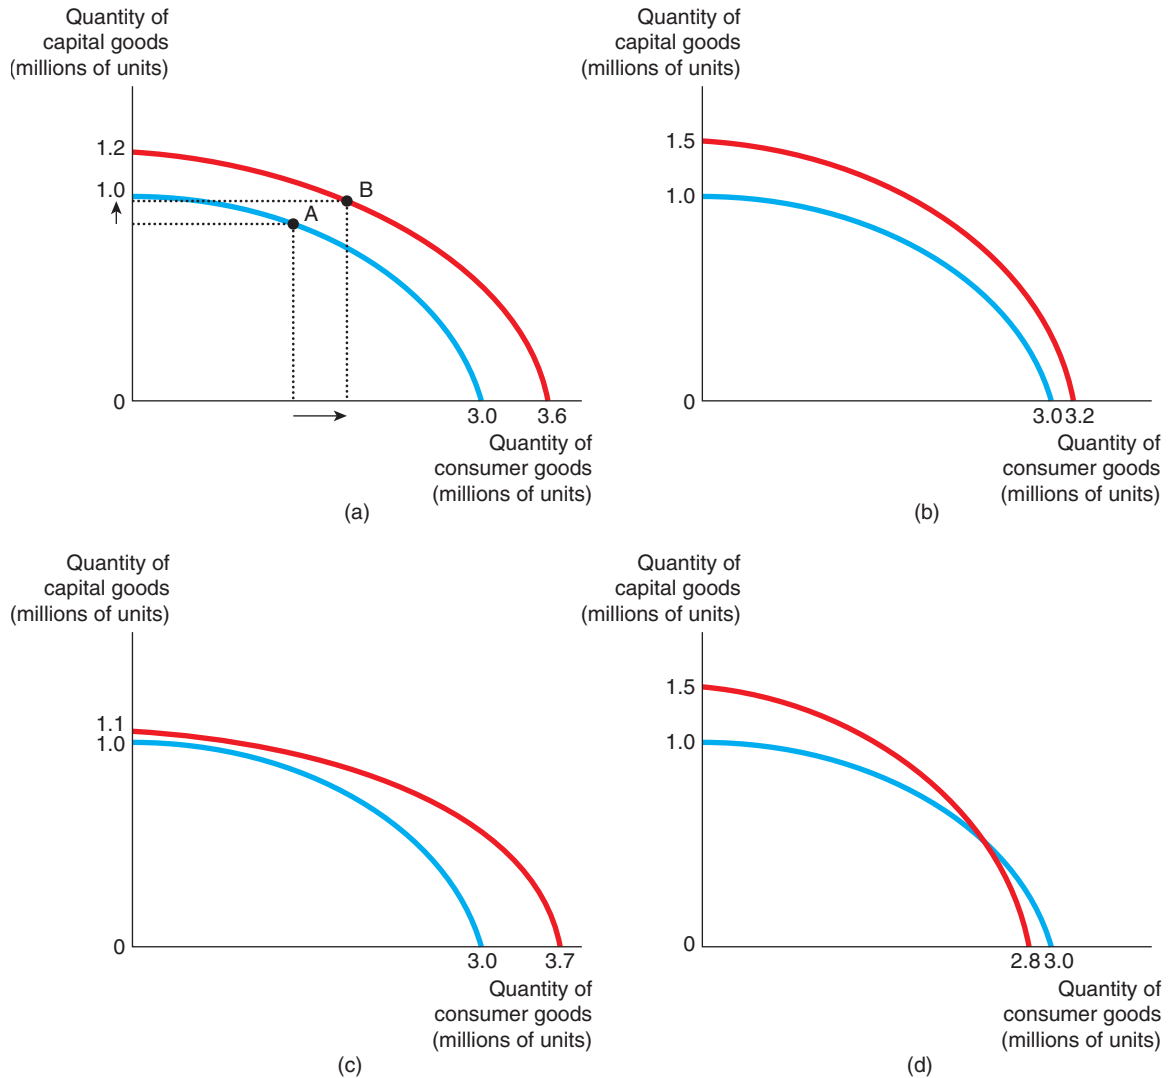 Quantity of
capital goods
(millions of units)
1.2
1.0
B
A
0
3.0
3.6
Quantity of
consumer goods
(millions of units)
(a)
Quantity of
capital goods
(millions of units)
1.5
1.0
0
3.0 3.2
Quantity of
consumer goods
(millions of units)
(b)
Quantity of
capital goods
(millions of units)
1.1
1.0
0
3.0
3.7
Quantity of
consumer goods
(millions of units)
(c)
Quantity of
capital goods
(millions of units)
1.5
1.0
0
2.8 3.0
Quantity of
consumer goods
(millions of units)
(d)